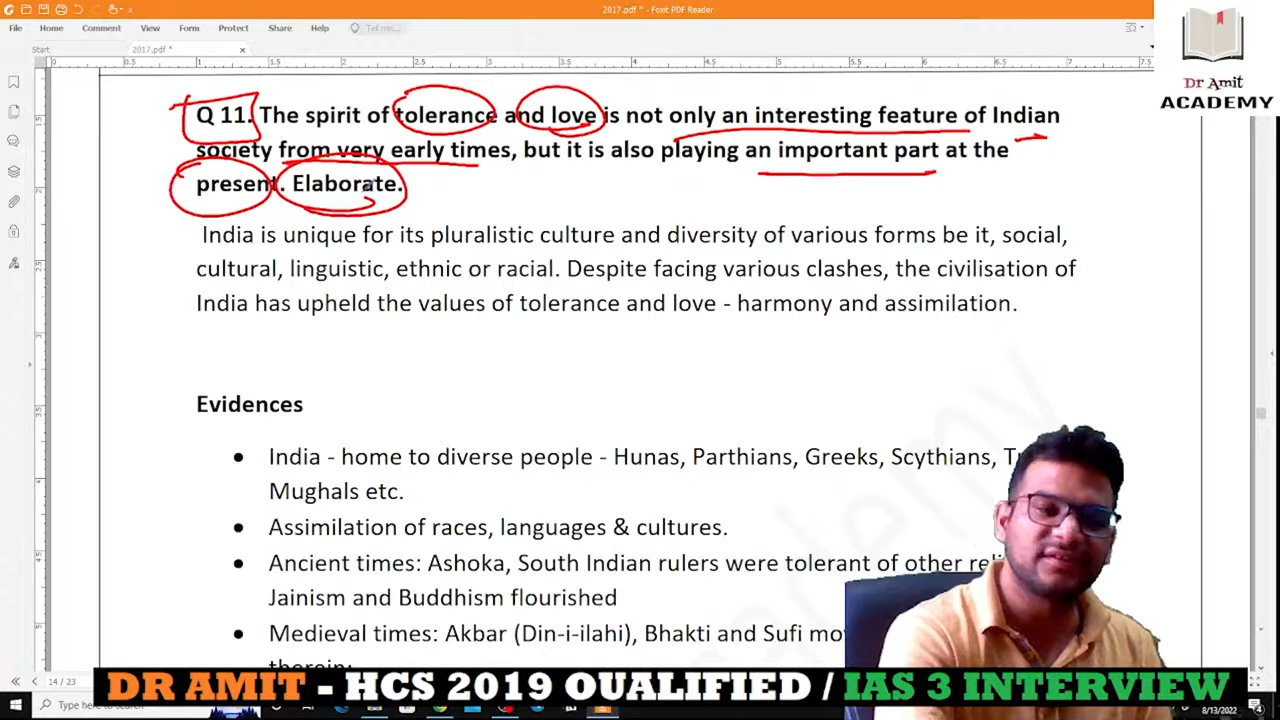 2017.pdf * - Foxit PDF Reader
File Home Comment View Form Protect Share Help Tell me...
Start 2017.pdf *
Dr Amit
ACADEMY
Q 11. The spirit of tolerance and love is not only an interesting feature of Indian
society from very early times, but it is also playing an important part at the
present. Elaborate.
India is unique for its pluralistic culture and diversity of various forms be it, social,
cultural, linguistic, ethnic or racial. Despite facing various clashes, the civilisation of
India has upheld the values of tolerance and love - harmony and assimilation.
Evidences
• India - home to diverse people - Hunas, Parthians, Greeks, Scythians,
Mughals etc.
• Assimilation of races, languages & cultures.
• Ancient times: Ashoka, South Indian rulers were tolerant of other
Jainism and Buddhism flourished
• Medieval times: Akbar (Din-i-ilahi), Bhakti and Sufi
therein:
14 / 23
DR AMIT - HCS 2019 QUALIFIED / IAS 3 INTERVIEW
Type here to search
8/13/2022